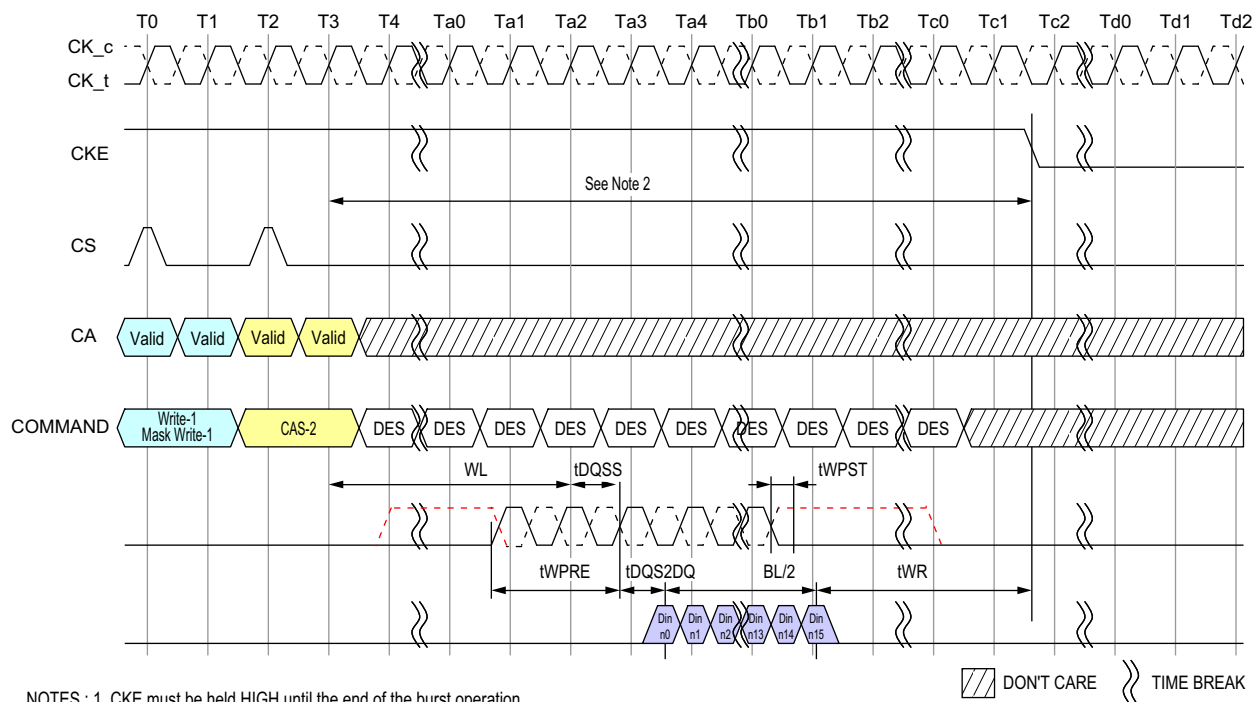 T0 T1 T2 T3 T4 Ta0 Ta1 Ta2 Ta3 Ta4 Tb0 Tb1 Tb2 Tc0 Tc1 Tc2 Td0 Td1 Td2
CK_c
CK_t
CKE
See Note 2
CS
CA Valid Valid Valid Valid
COMMAND Write-1 Mask Write-1 CAS-2 DES DES DES DES DES DES DES DES DES DES
WL tDQSS tWPST
tWPRE tDQS2DQ BL/2 tWR
Din n0 Din n1 Din n2 Din n13 Din n14 Din n15
DON'T CARE TIME BREAK
NOTES : 1. CKE must be held HIGH until the end of the burst operation